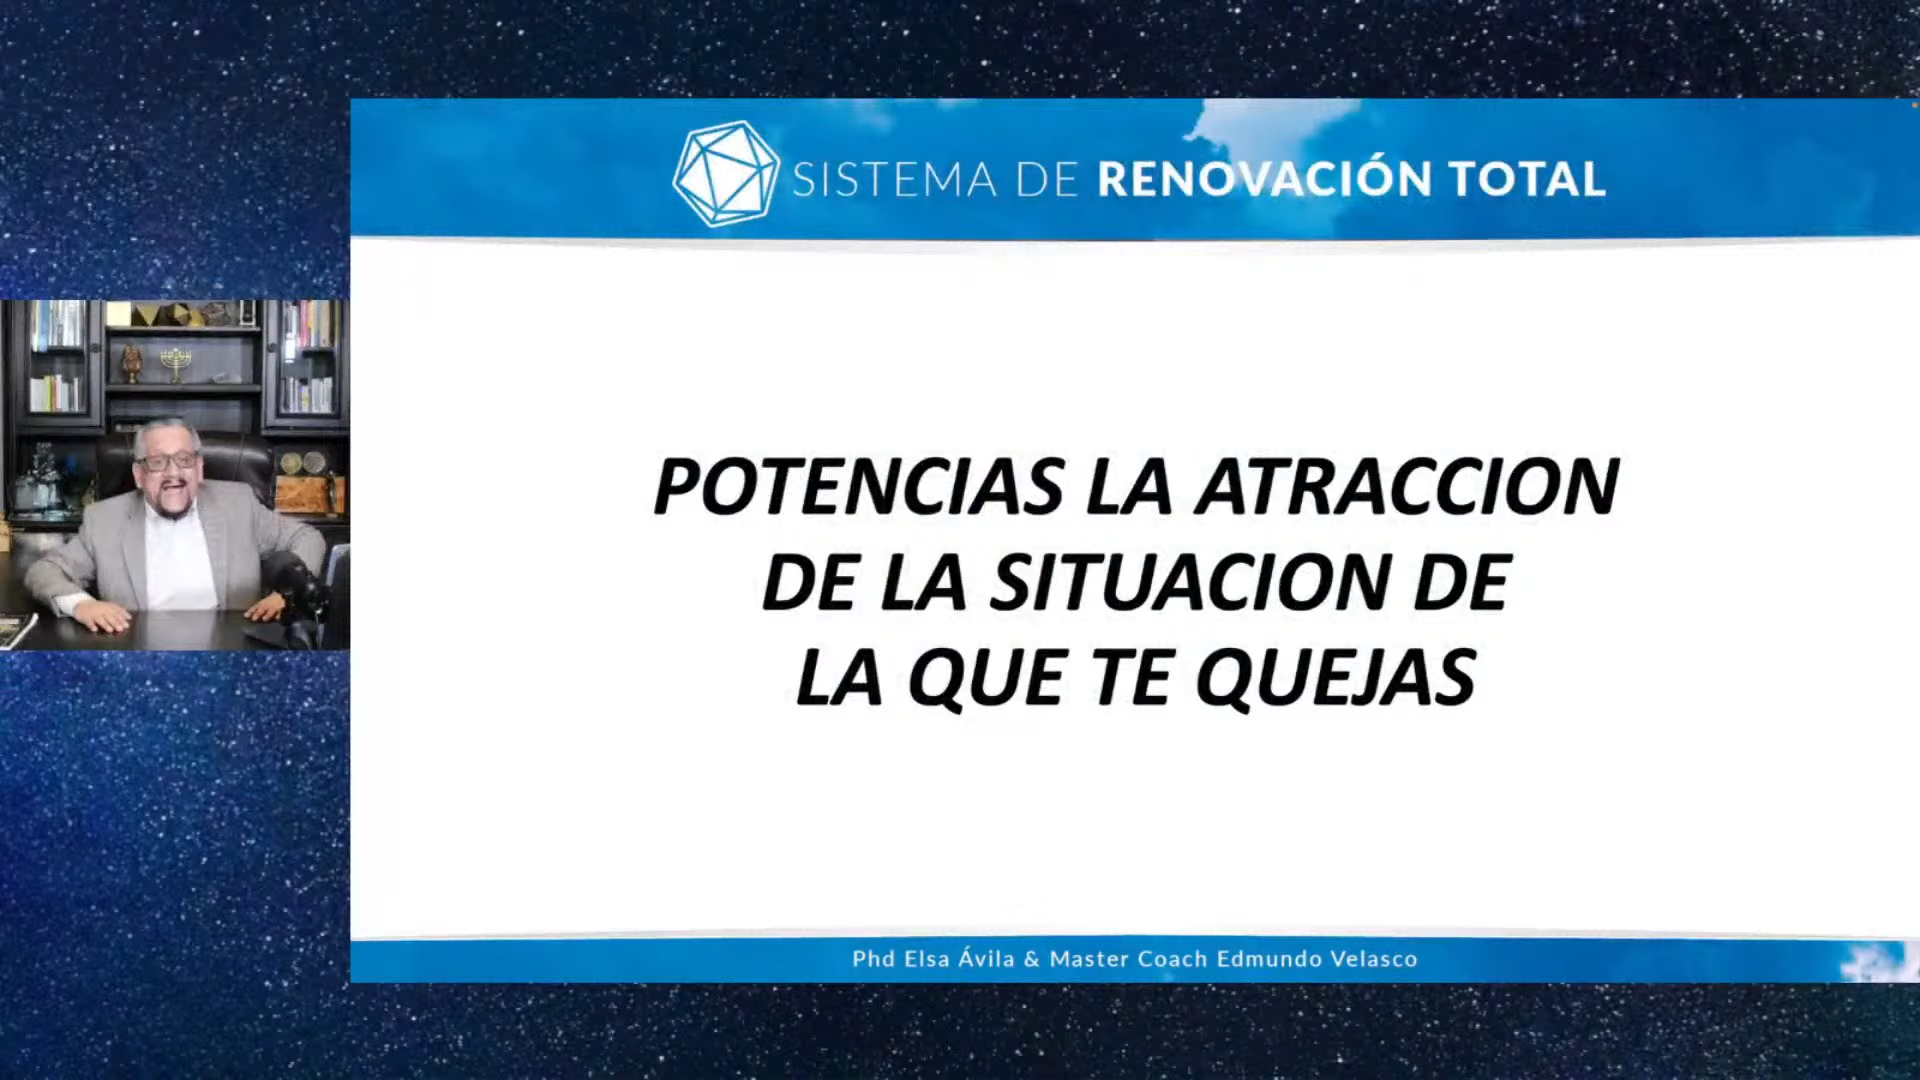 SISTEMA DE RENOVACIÓN TOTAL
POTENCIAS LA ATRACCION
DE LA SITUACION DE
LA QUE TE QUEJAS
Phd Elsa Ávila & Master Coach Edmundo Velasco